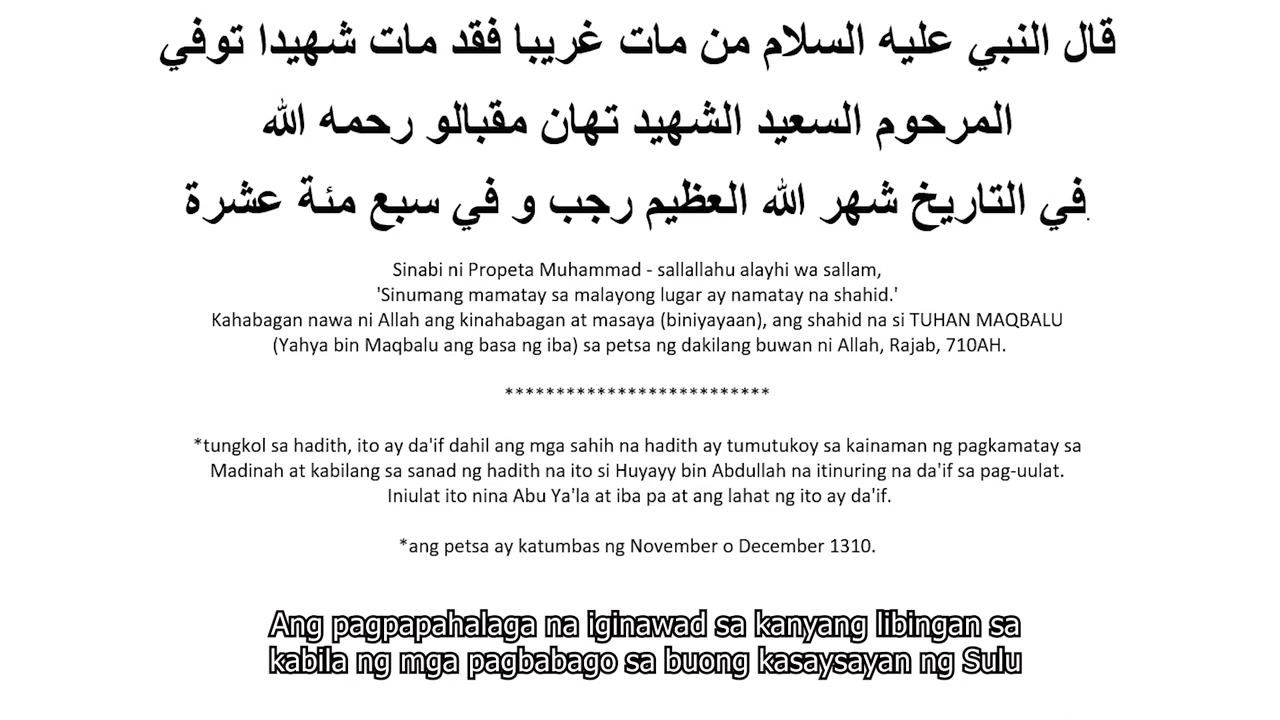 قال النبي عليه السلام من مات غريبا فقد مات شهيدا توفي
المرحوم السعيد الشهيد تهان مقبالو رحمه الله
في التاريخ شهر الله العظيم رجب و في سبع مئة عشرة.
Sinabi ni Propeta Muhammad - sallallahu alayhi wa sallam,
'Sinumang mamatay sa malayong lugar ay namatay na shahid.'
Kahabagan nawa ni Allah ang kinahabagan at masaya (biniyayaan), ang shahid na si TUHAN MAQBALU
(Yahya bin Maqbalu ang basa ng iba) sa petsa ng dakilang buwan ni Allah, Rajab, 710AH.
**************************
*tungkol sa hadith, ito ay da'if dahil ang mga sahih na hadith ay tumutukoy sa kainaman ng pagkamatay sa
Madinah at kabilang sa sanad ng hadith na ito si Huyayy bin Abdullah na itinuring na da'if sa pag-uulat.
Iniulat ito nina Abu Ya'la at iba pa at ang lahat ng ito ay da'if.
*ang petsa ay katumbas ng November o December 1310.
Ang pagpapahalaga na iginawad sa kanyang libingan sa
kabila ng mga pagbabago sa buong kasaysayan ng Sulu